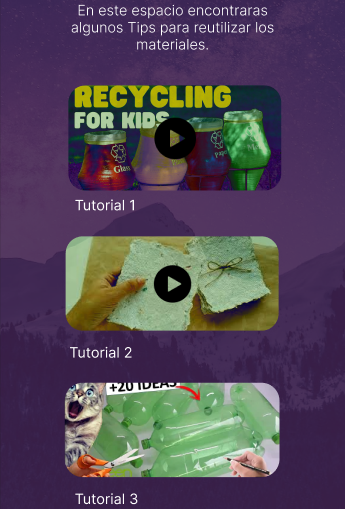 En este espacio encontraras
algunos Tips para reutilizar los
materiales.
RECYCLING
FOR KIDS
Glass
Tutorial 1
Tutorial 2
+20 IDEAS
Tutorial 3